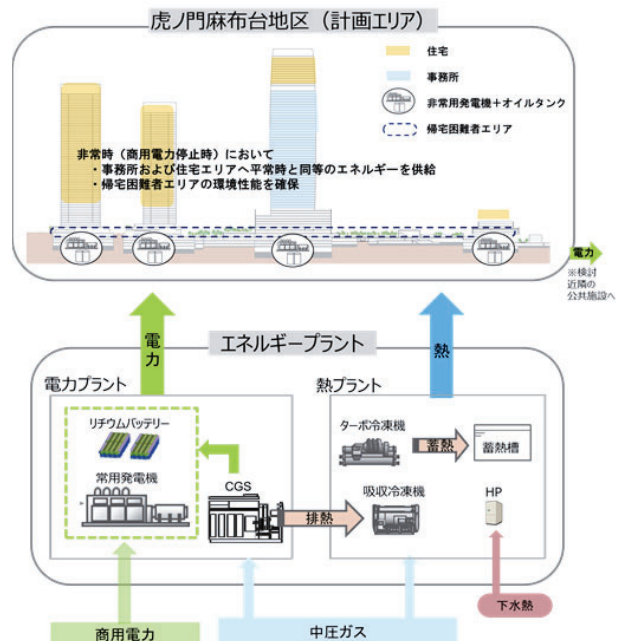 虎ノ門麻布台地区（計画エリア）
住宅
事務所
非常用発電機＋オイルタンク
帰宅困難者エリア
非常時（商用電力停止時）において
・事務所および住宅エリアへ平常時と同等のエネルギーを供給
・帰宅困難者エリアの環境性能を確保
電力
※検討
近隣の
公共施設へ
電力
熱
エネルギープラント
電力プラント
熱プラント
リチウムバッテリー
常用発電機
CGS
排熱
ターボ冷凍機
蓄熱
蓄熱槽
吸収冷凍機
HP
下水熱
商用電力
中圧ガス